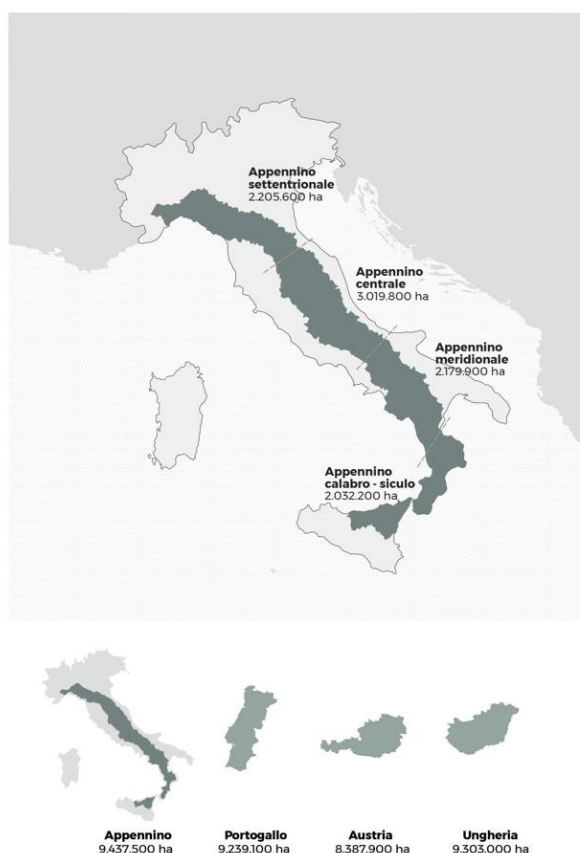 Appennino
settentrionale
2.205.600 ha
Appennino
centrale
3.019.800 ha
Appennino
meridionale
2.179.900 ha
Appennino
calabro - siculo
2.032.200 ha
Appennino
9.437.500 ha
Portogallo
9.239.100 ha
Austria
8.387.900 ha
Ungheria
9.303.000 ha